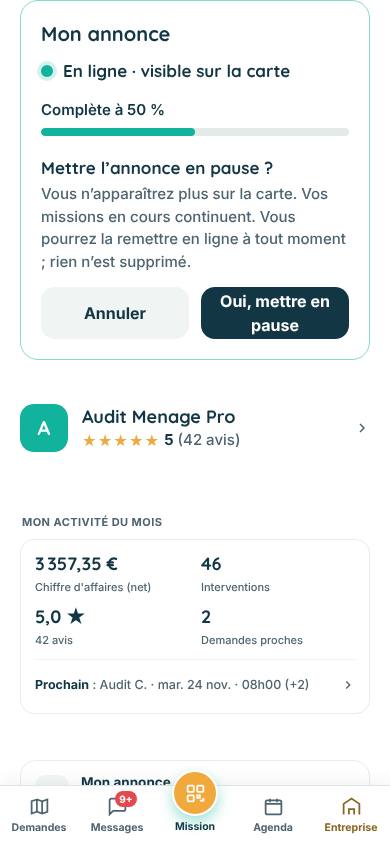 Mon annonce
En ligne · visible sur la carte
Complète à 50 %
Mettre l’annonce en pause ?
Vous n’apparaîtrez plus sur la carte. Vos
missions en cours continuent. Vous
pourrez la remettre en ligne à tout moment
; rien n’est supprimé.
Annuler
Oui, mettre en
pause
A
Audit Menage Pro
★★★★★ 5 (42 avis)
MON ACTIVITÉ DU MOIS
3 357,35 €
46
Chiffre d'affaires (net)
Interventions
5,0 ★
2
42 avis
Demandes proches
Prochain : Audit C. · mar. 24 nov. · 08h00 (+2)
Mon annonce
9+
Demandes
Messages
Mission
Agenda
Entreprise